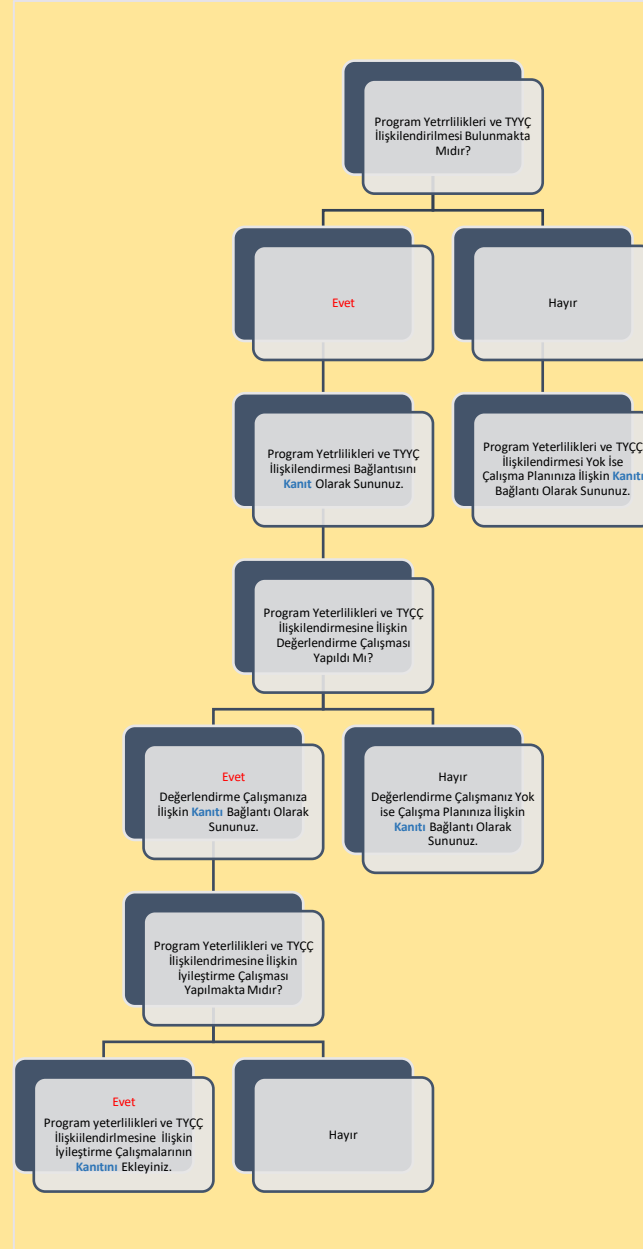 Program Yetrrlilikleri ve TYYÇ
İlişkilendirilmesi Bulunmakta
Mıdır?
Evet
Hayır
Program Yetrlilikleri ve TYYÇ
İlişkilendirmesi Bağlantısını
Kanıt Olarak Sununuz.
Program Yeterlilikleri ve TYÇÇ
İlişkilendirmesi Yok İse
Çalışma Planınıza İlişkin Kanıtı
Bağlantı Olarak Sununuz.
Program Yeterlilikleri ve TYÇÇ
İlişkilendirmesine İlişkin
Değerlendirme Çalışması
Yapıldı Mı?
Evet
Değerlendirme Çalışmanıza
İlişkin Kanıtı Bağlantı Olarak
Sununuz.
Hayır
Değerlendirme Çalışmanız Yok
ise Çalışma Planınıza İlişkin
Kanıtı Bağlantı Olarak
Sununuz.
Program Yeterlilikleri ve TYÇÇ
İlişkilendrimesine İlişkin
İyileştirme Çalışması
Yapılmakta Mıdır?
Evet
Program yeterlilikleri ve TYÇÇ
İlişkiilendirlmesine İlişkin
İyileştirme Çalışmalarının
Kanıtını Ekleyiniz.
Hayır